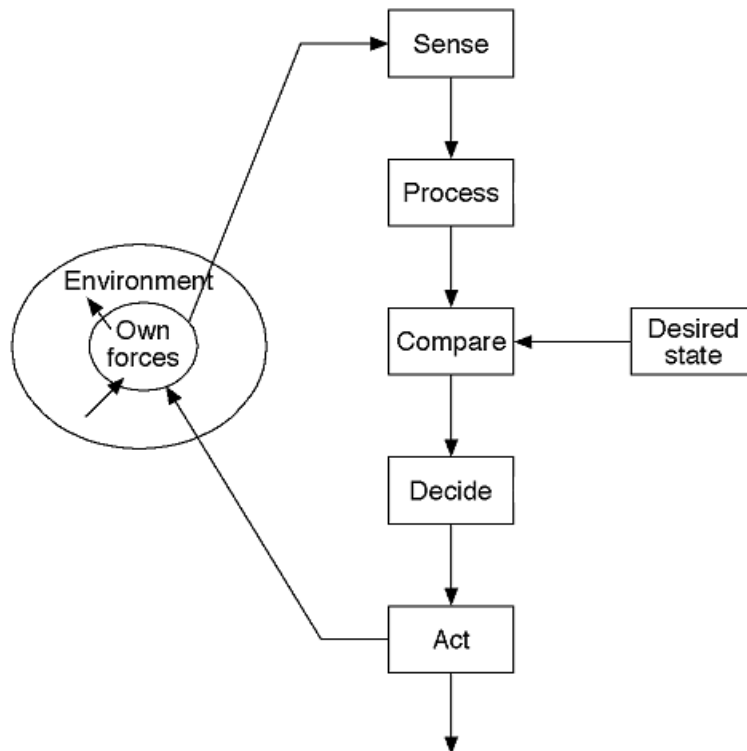 Sense
Process
Environment
Own
forces
Compare
Desired
state
Decide
Act